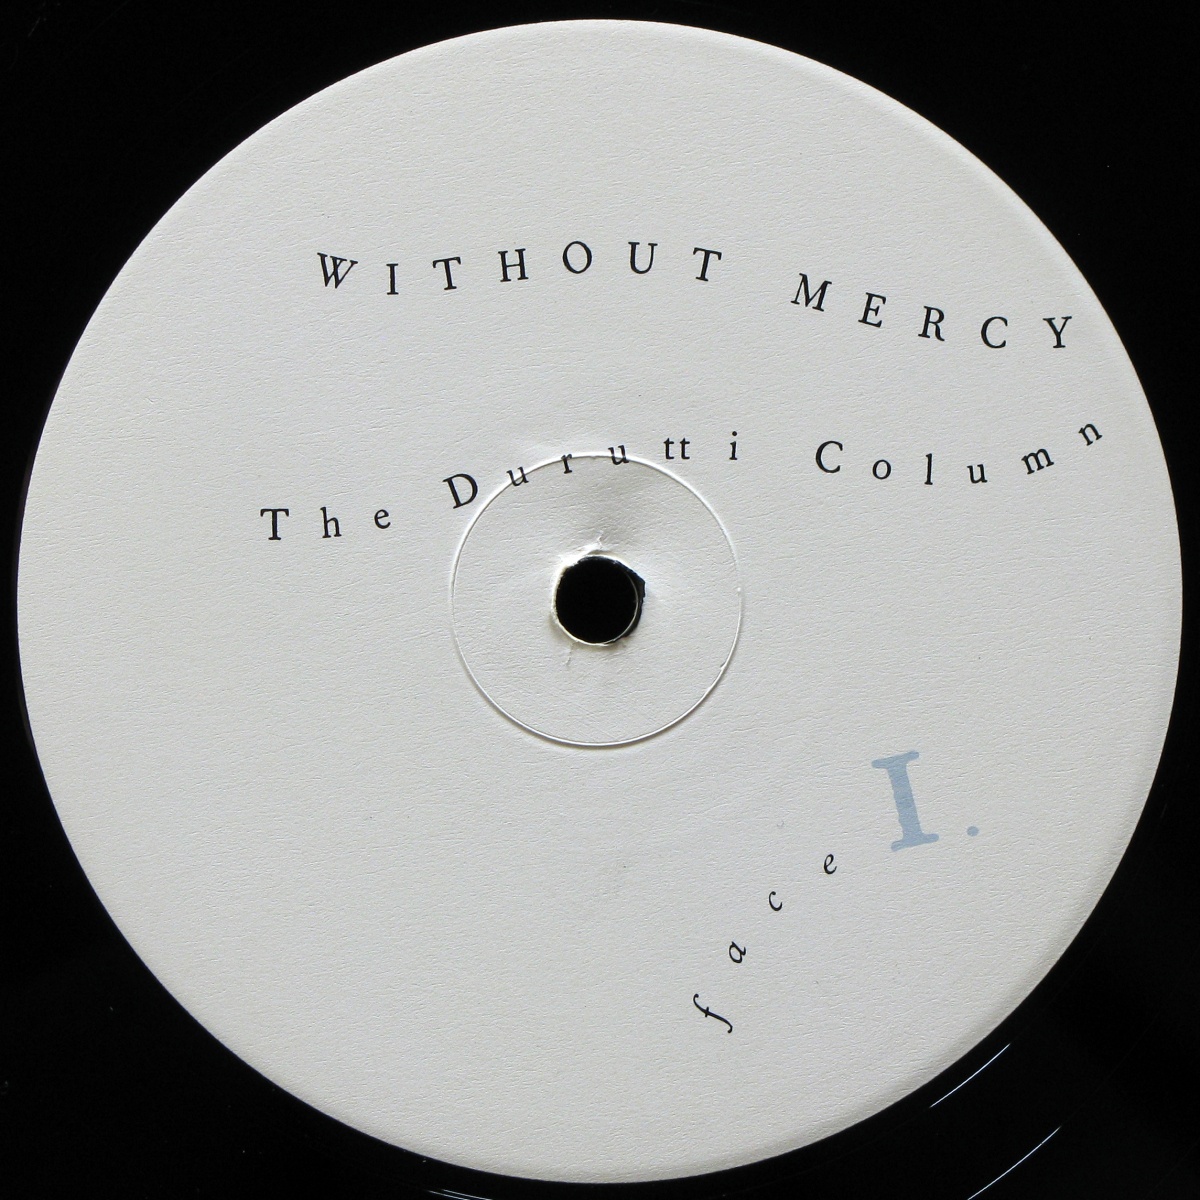 WITHOUT MERCY
The Durutti Column
face I.